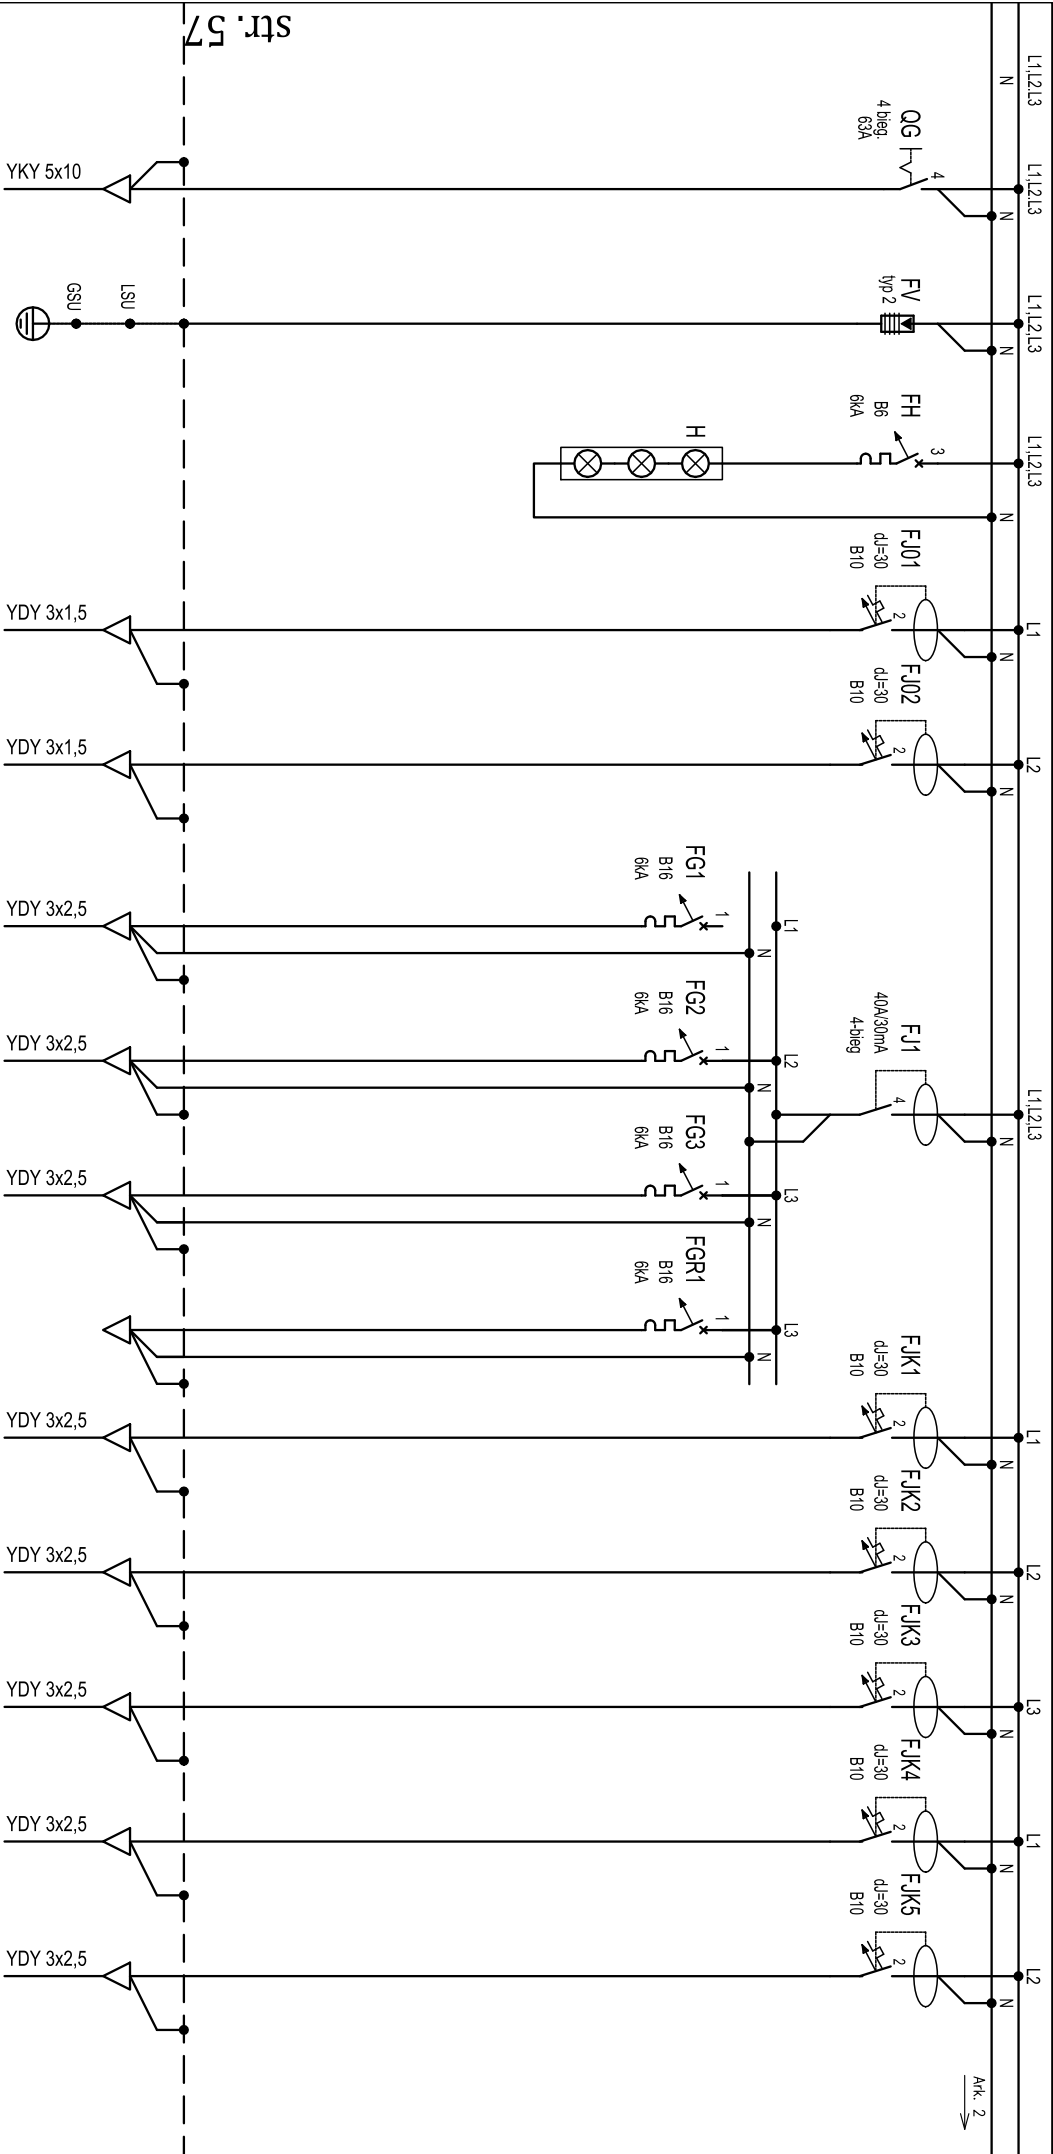 str. 57
L1,L2,L3
N
L1,L2,L3
N
QG
4 bieg.
63A
4
YKY 5x10
L1,L2,L3
N
FV
typ 2
LSU
GSU
L1,L2,L3
N
FH
B6
6kA
3
H
L1
N
FJ01
dJ=30
B10
2
YDY 3x1,5
L2
N
FJ02
dJ=30
B10
2
YDY 3x1,5
L1
N
FG1
B16
6kA
1
YDY 3x2,5
L2
N
FG2
B16
6kA
1
YDY 3x2,5
L1,L2,L3
N
FJ1
40A/30mA
4-bieg
4
L3
N
FG3
B16
6kA
1
YDY 3x2,5
L3
N
FGR1
B16
6kA
1
L1
N
FJK1
dJ=30
B10
2
YDY 3x2,5
L2
N
FJK2
dJ=30
B10
2
YDY 3x2,5
L3
N
FJK3
dJ=30
B10
2
YDY 3x2,5
L1
N
FJK4
dJ=30
B10
2
YDY 3x2,5
L2
N
FJK5
dJ=30
B10
2
YDY 3x2,5
Ark. 2